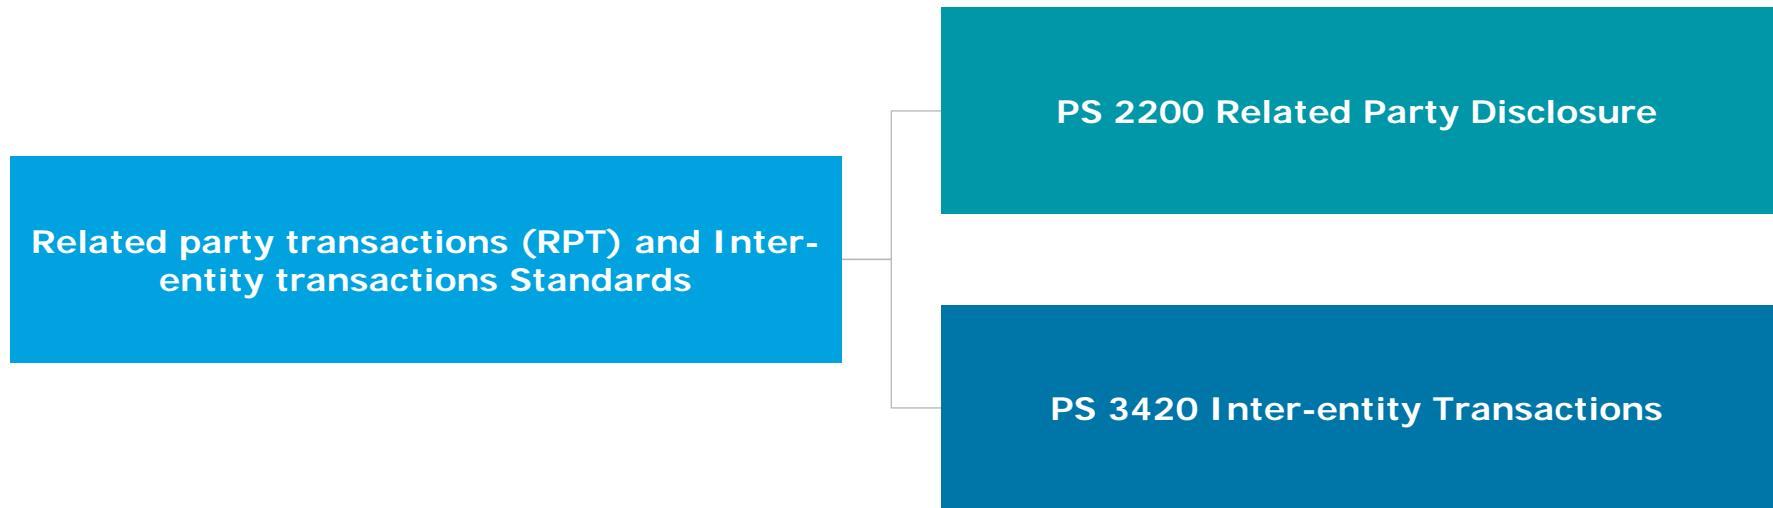 Related party transactions (RPT) and Inter-
entity transactions Standards
PS 2200 Related Party Disclosure
PS 3420 Inter-entity Transactions